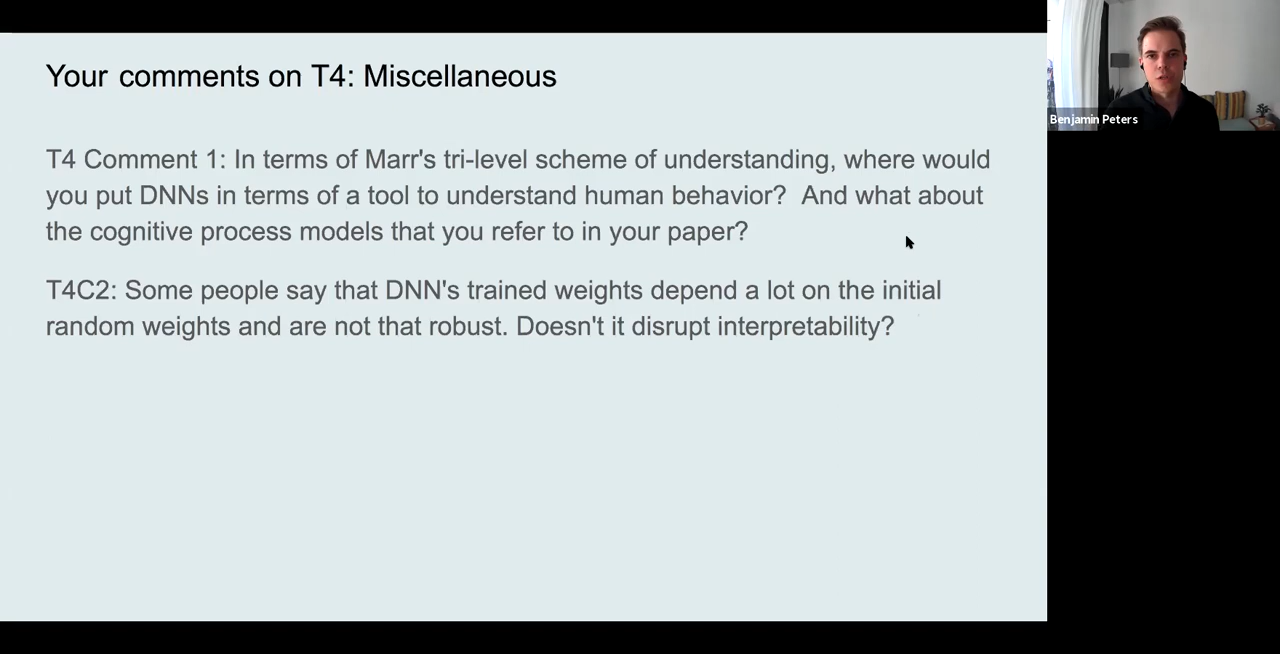 Your comments on T4: Miscellaneous
T4 Comment 1: In terms of Marr's tri-level scheme of understanding, where would
you put DNNs in terms of a tool to understand human behavior?  And what about
the cognitive process models that you refer to in your paper?
T4C2: Some people say that DNN's trained weights depend a lot on the initial
random weights and are not that robust. Doesn't it disrupt interpretability?
Benjamin Peters